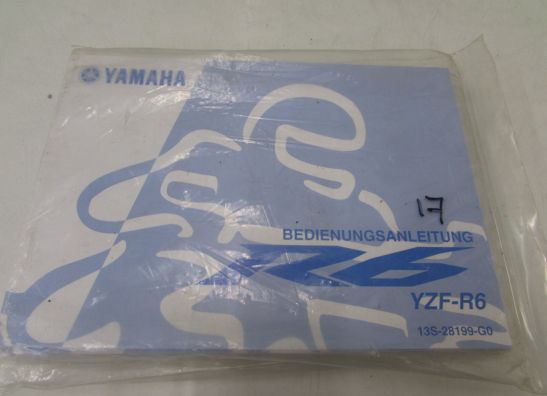 YAMAHA
17
BEDIENUNGSANLEITUNG
R6
YZF-R6
13S-28199-G0